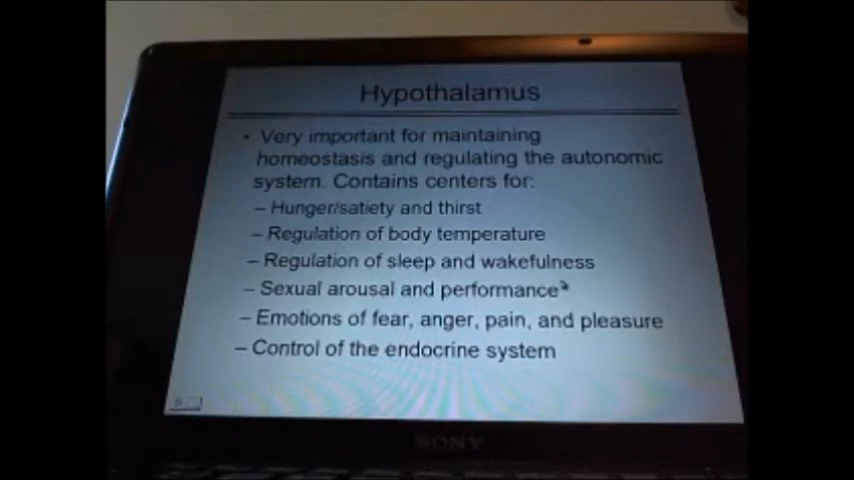 Hypothalamus
• Very important for maintaining
homeostasis and regulating the autonomic
system. Contains centers for:
– Hunger/satiety and thirst
– Regulation of body temperature
– Regulation of sleep and wakefulness
– Sexual arousal and performance
– Emotions of fear, anger, pain, and pleasure
– Control of the endocrine system
SONY